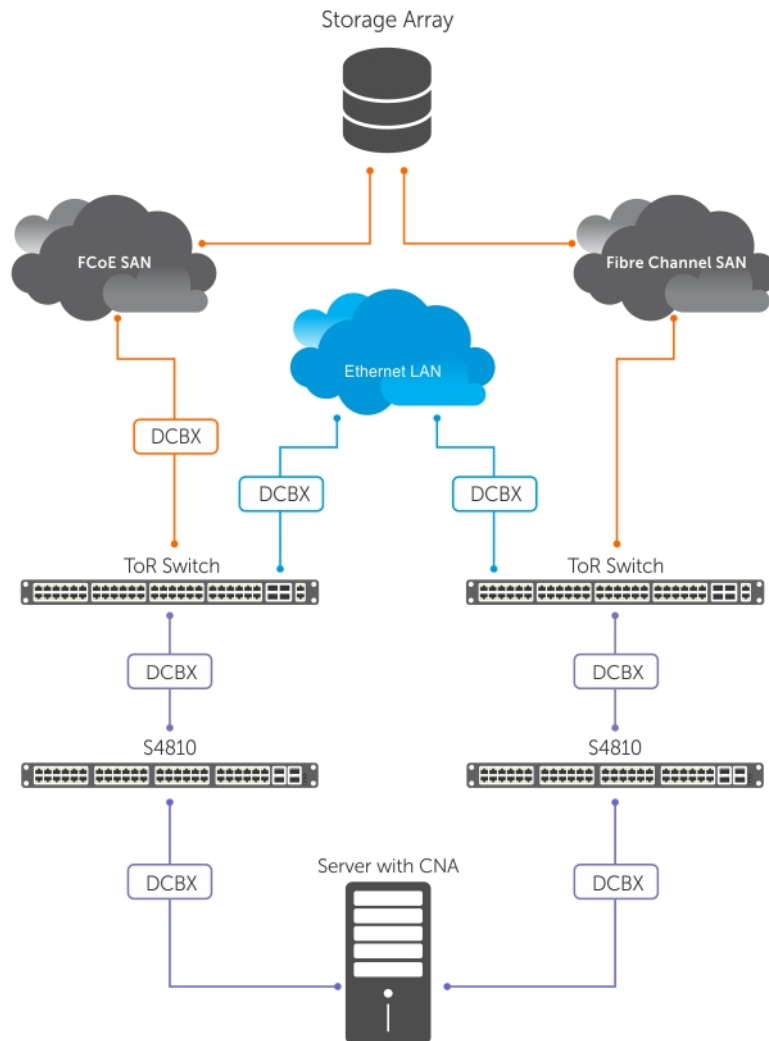 Storage Array
FCoE SAN
Fibre Channel SAN
Ethernet LAN
DCBX
DCBX
DCBX
ToR Switch
ToR Switch
DCBX
DCBX
S4810
S4810
Server with CNA
DCBX
DCBX